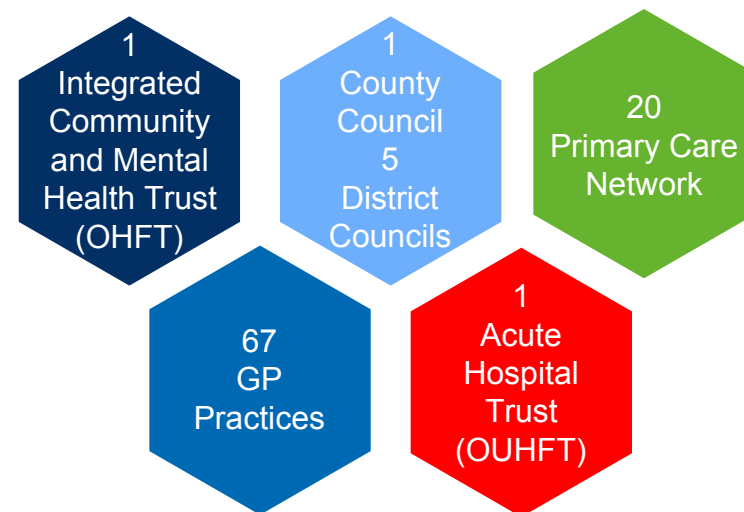 1
Integrated
Community
and Mental
Health Trust
(OHFT)
1
County
Council
5
District
Councils
20
Primary Care
Network
67
GP
Practices
1
Acute
Hospital
Trust
(OUHFT)